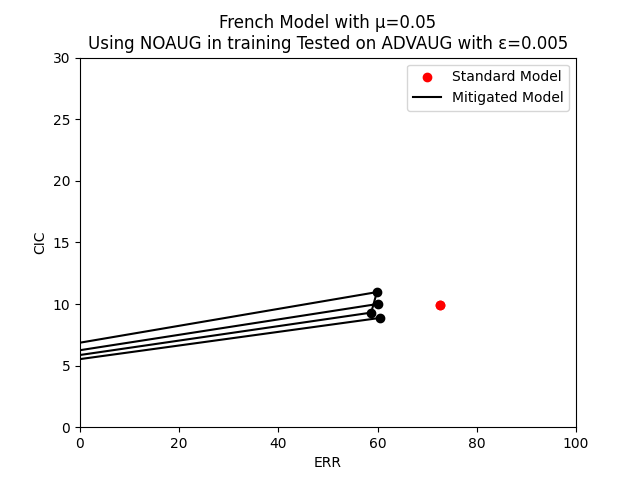 French Model with μ=0.05
Using NOAUG in training Tested on ADVAUG with ε=0.005
Standard Model
Mitigated Model
30
25
20
15
10
5
0
CIC
0
20
40
60
80
100
ERR